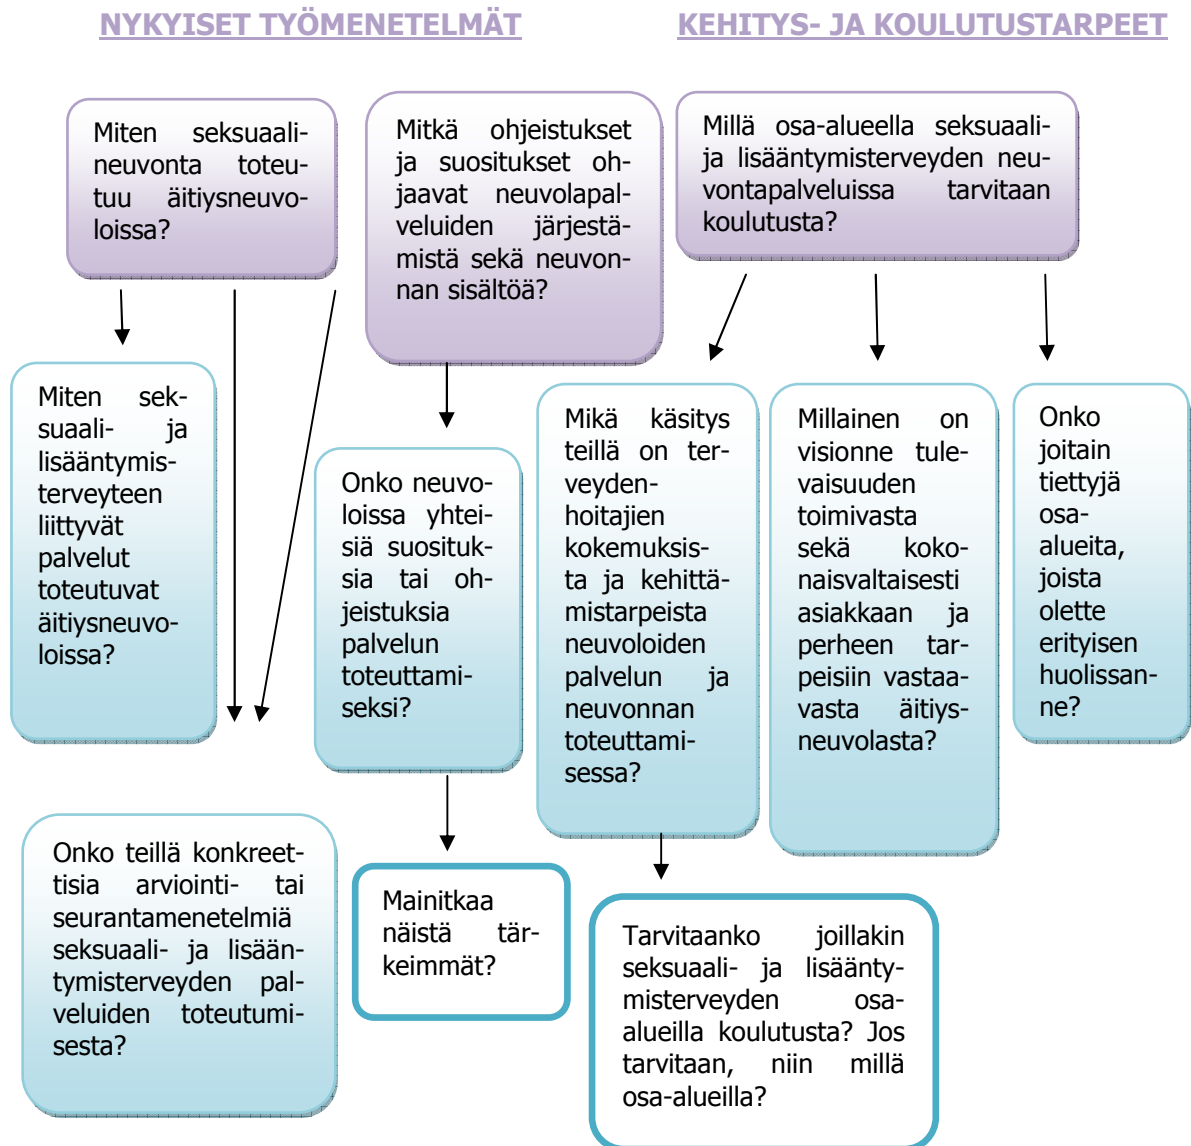 NYKYISET TYÖMENETELMÄT
KEHITYS- JA KOULUTUSTARPEET
Miten seksuaali-
neuvonta toteu-
tuu äitiysneuvo-
loissa?
Mitkä ohjeistukset
ja suositukset oh-
jaavat neuvolapal-
veluiden järjestä-
mistä sekä neuvon-
nan sisältöä?
Millä osa-alueella seksuaali-
ja lisääntymisterveyden neu-
vontapalveluissa tarvitaan
koulutusta?
Miten sek-
suaali- ja
lisääntymis-
terveyteen
liittyvät
palvelut
toteutuvat
äitiysneuvo-
loissa?
Onko neuvo-
loissa yhtei-
siä suosituk-
sia tai oh-
jeistuksia
palvelun
toteuttami-
seksi?
Mikä käsitys
teillä on ter-
veyden-
hoitajien
kokemuksis-
ta ja kehittä-
mistarpeista
neuvoloiden
palvelun ja
neuvonnan
toteuttami-
sessa?
Millainen on
visionne tule-
vaisuuden
toimivasta
sekä koko-
naisvaltaisesti
asiakkaan ja
perheen tar-
peisiin vastaa-
vasta äitiys-
neuvolasta?
Onko
joitain
tiettyjä
osa-
alueita,
joista
olette
erityisen
huolissan-
ne?
Onko teillä konkreet-
tisia arviointi- tai
seurantamenetelmiä
seksuaali- ja lisään-
tymisterveyden pal-
veluiden toteutumi-
sesta?
Mainitkaa
näistä tär-
keimmät?
Tarvitaanko joillakin
seksuaali- ja lisäänty-
misterveyden osa-
alueilla koulutusta? Jos
tarvitaan, niin millä
osa-alueilla?